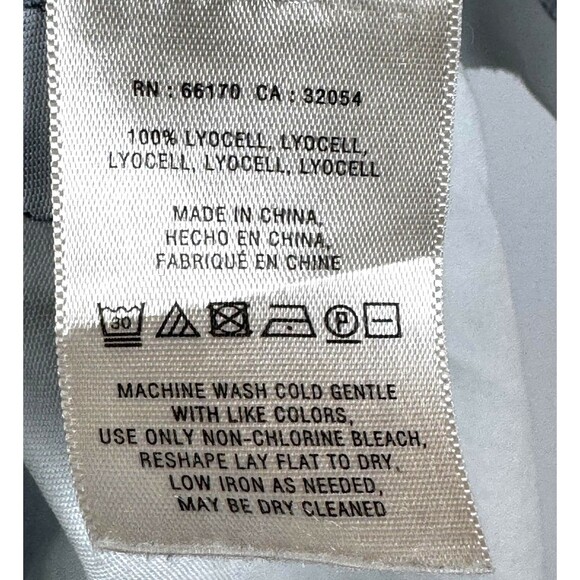 RN : 66170 CA : 32054
100% LYOCELL, LYOCELL,
LYOCELL, LYOCELL, LYOCELL
MADE IN CHINA,
HECHO EN CHINA,
FABRIQUÉ EN CHINE
30 P
MACHINE WASH COLD GENTLE
WITH LIKE COLORS,
USE ONLY NON-CHLORINE BLEACH,
RESHAPE LAY FLAT TO DRY,
LOW IRON AS NEEDED,
MAY BE DRY CLEANED